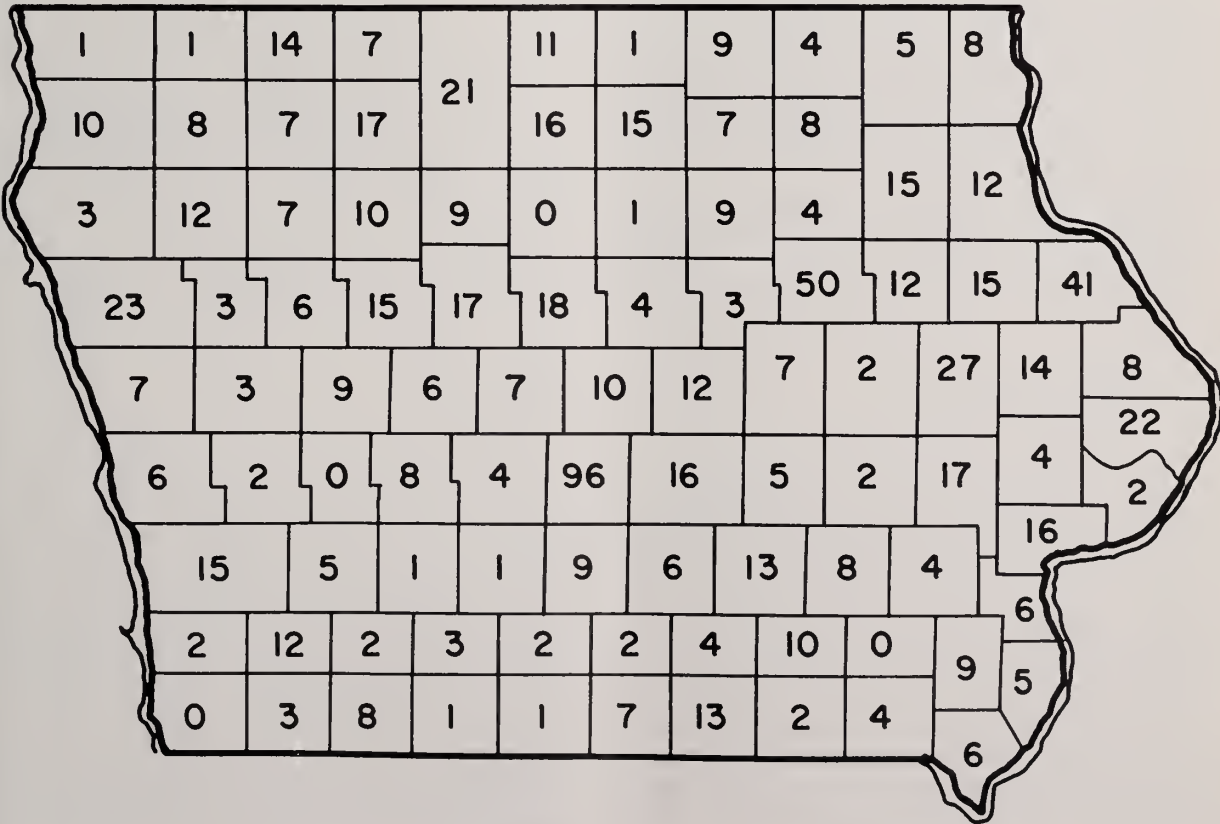 1 1 14 7 21 11 1 9 4 5 8
10 8 7 17 16 15 7 8
15 12
3 12 7 10 9 0 1 9 4
23 3 6 15 17 18 4 3 50 12 15 41
7 3 9 6 7 10 12 7 2 27 14 8
22
6 2 0 8 4 96 16 5 2 17 4
2
16
15 5 1 1 9 6 13 8 4
6
2 12 2 3 2 2 4 10 0 9 5
0 3 8 1 1 7 13 2 4
6